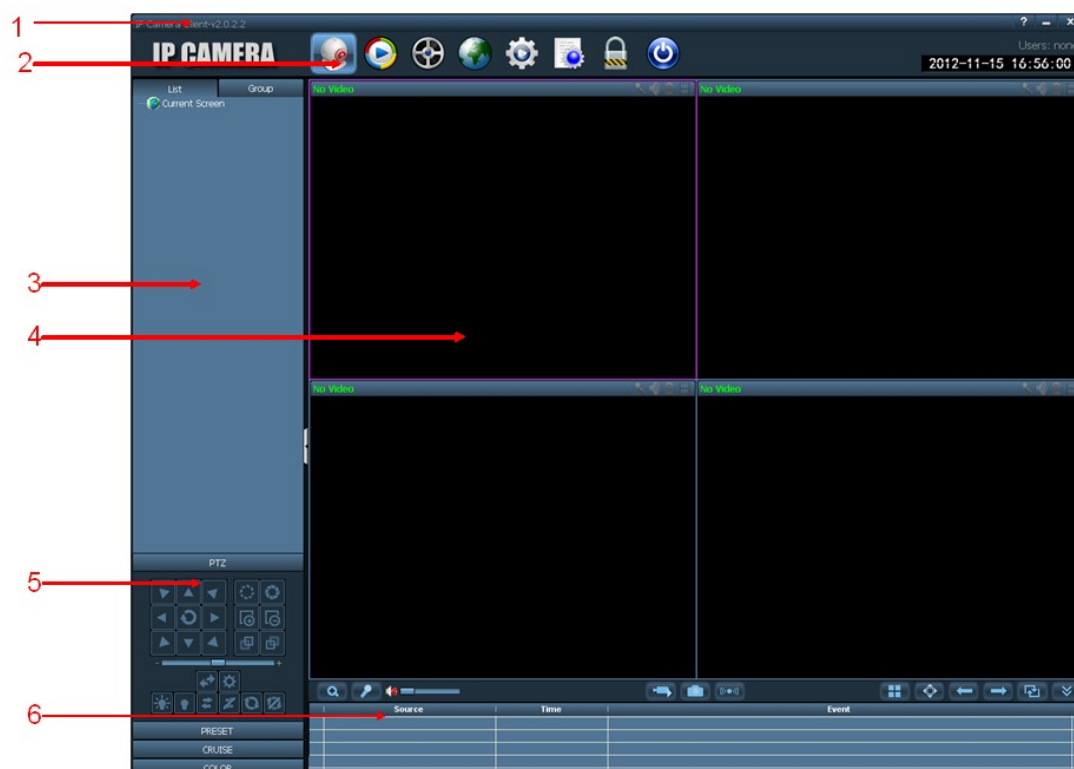 1
IP Camera Client-v2.0.2.2
? – x
2
IP CAMERA
Users: none
2012-11-15 16:56:00
List Group
No Video No Video
Current Screen
3
4
No Video No Video
PTZ
5
- +
6
Source Time Event
PRESET
CRUISE
COLOR